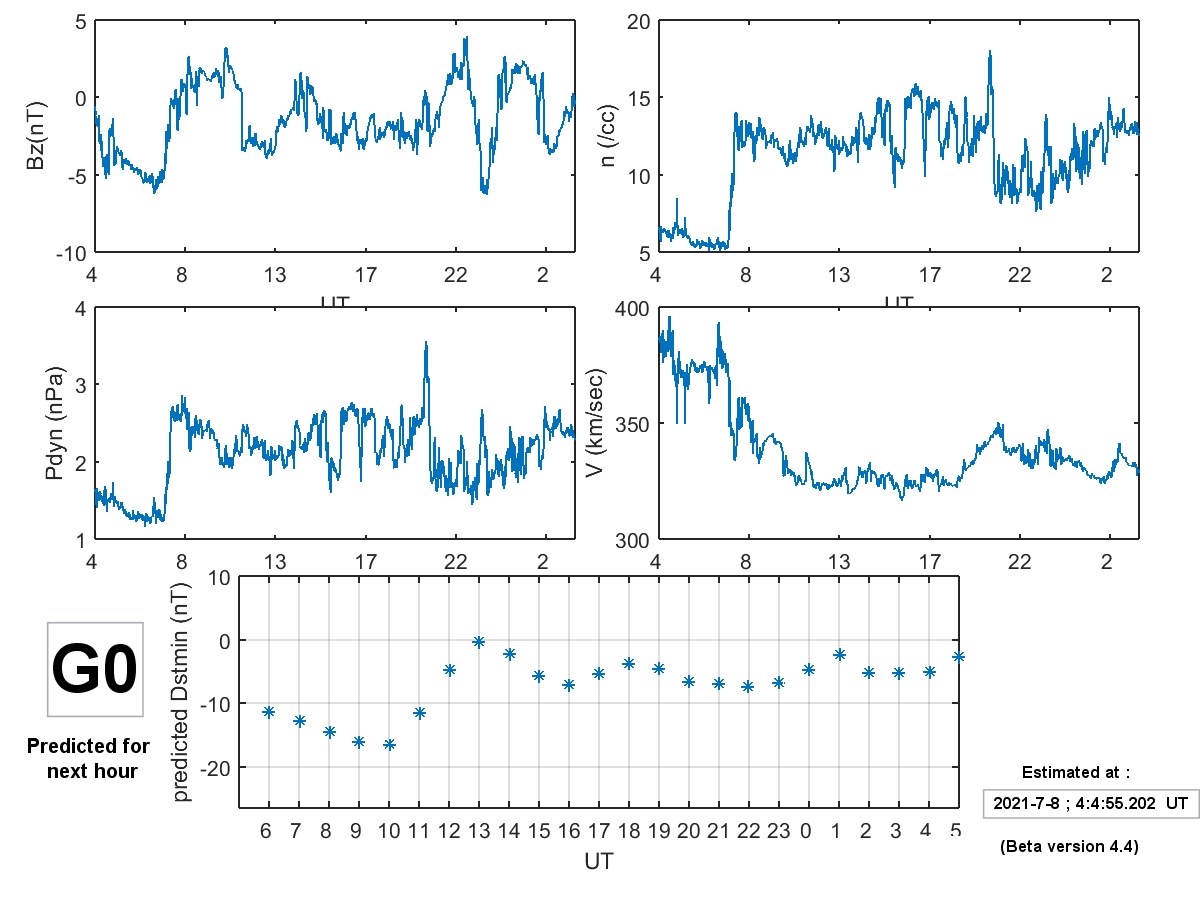 5
0
-5
-10
Bz(nT)
4 8 13 17 22 2
UT
20
15
10
5
n (/cc)
4 8 13 17 22 2
UT
4
3
2
1
Pdyn (nPa)
4 8 13 17 22 2
400
350
300
V (km/sec)
4 8 13 17 22 2
10
0
-10
-20
predicted Dstmin (nT)
6 7 8 9 10 11 12 13 14 15 16 17 18 19 20 21 22 23 0 1 2 3 4 5
UT
G0
Predicted for
next hour
Estimated at :
2021-7-8 ; 4:4:55.202 UT
(Beta version 4.4)